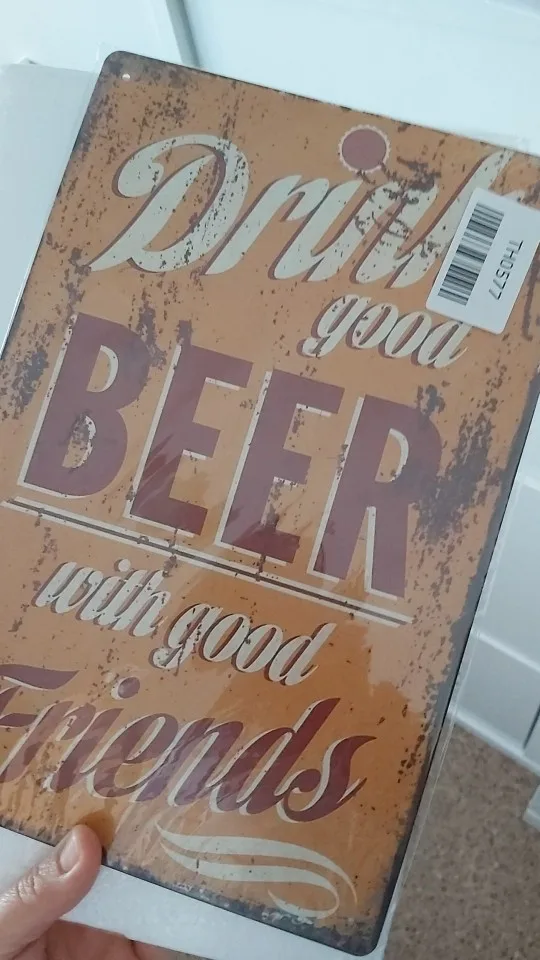 Drink
TH0577
good
BEER
with good
Friends